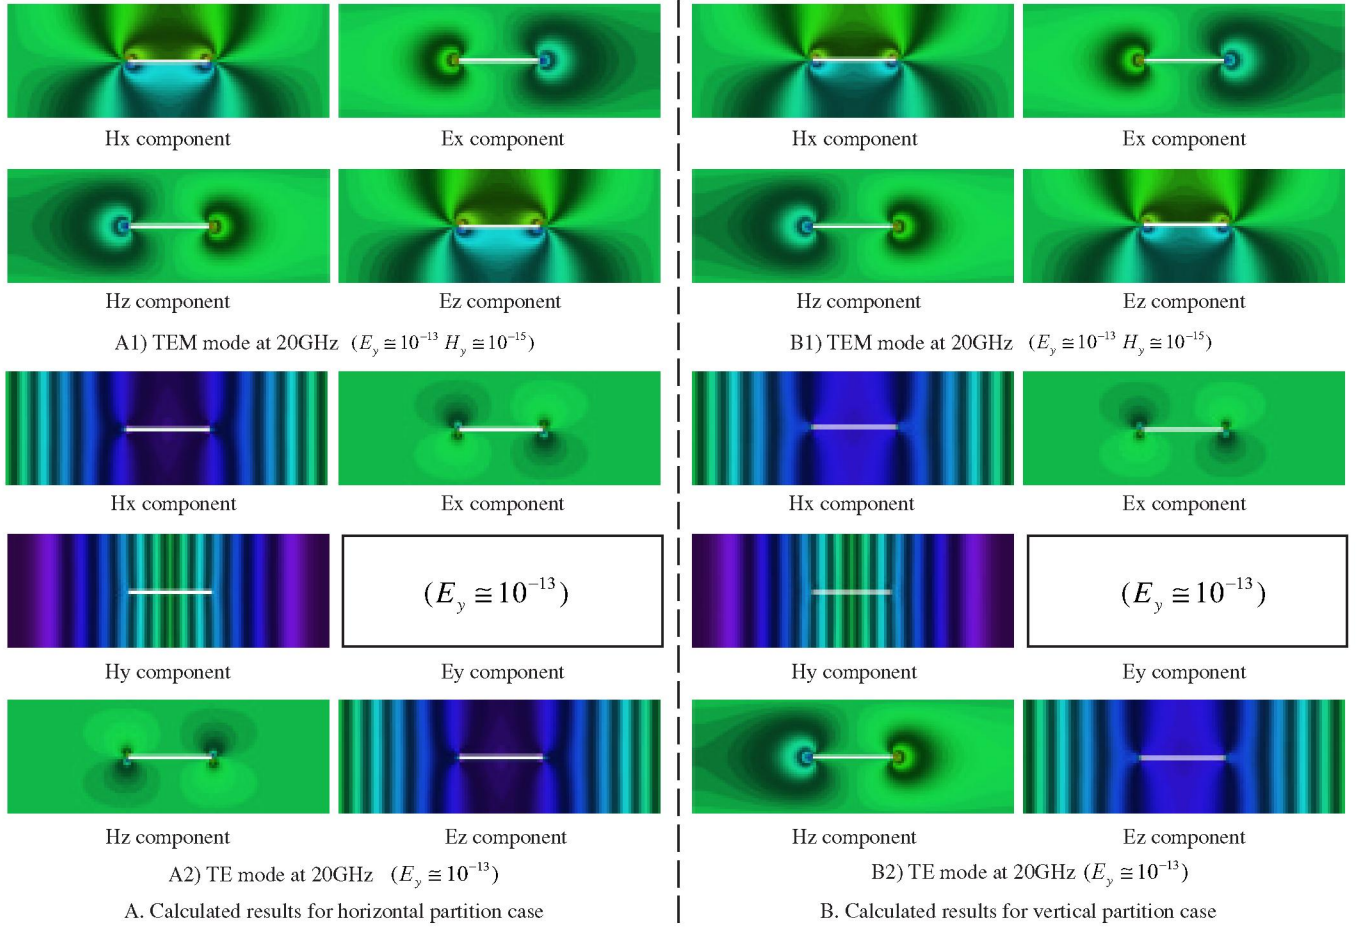 Hx component
Ex component
Hz component
Ez component
A1) TEM mode at 20GHz (E_y ≅ 10^{-13} H_y ≅ 10^{-15})
Hx component
Ex component
Hy component
(E_y ≅ 10^{-13})
Ey component
Hz component
Ez component
A2) TE mode at 20GHz (E_y ≅ 10^{-13})
A. Calculated results for horizontal partition case
Hx component
Ex component
Hz component
Ez component
B1) TEM mode at 20GHz (E_y ≅ 10^{-13} H_y ≅ 10^{-15})
Hx component
Ex component
Hy component
(E_y ≅ 10^{-13})
Ey component
Hz component
Ez component
B2) TE mode at 20GHz (E_y ≅ 10^{-13})
B. Calculated results for vertical partition case